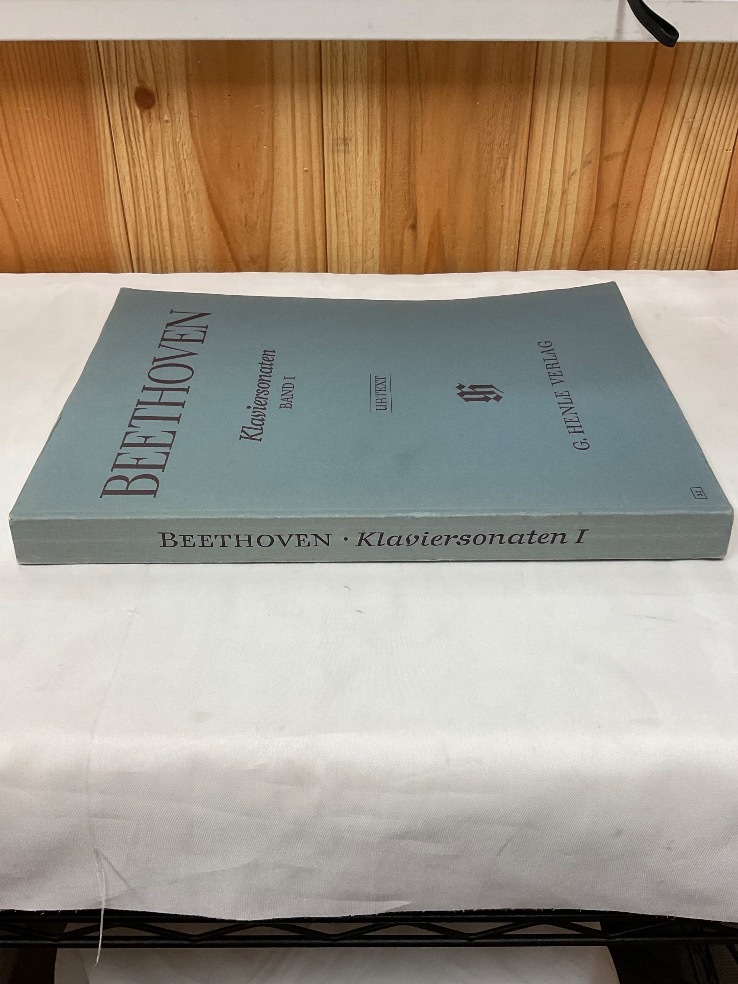 BEETHOVEN
Klaviersonaten
BAND I
URTEXT
G. HENLE VERLAG
BEETHOVEN · Klaviersonaten I